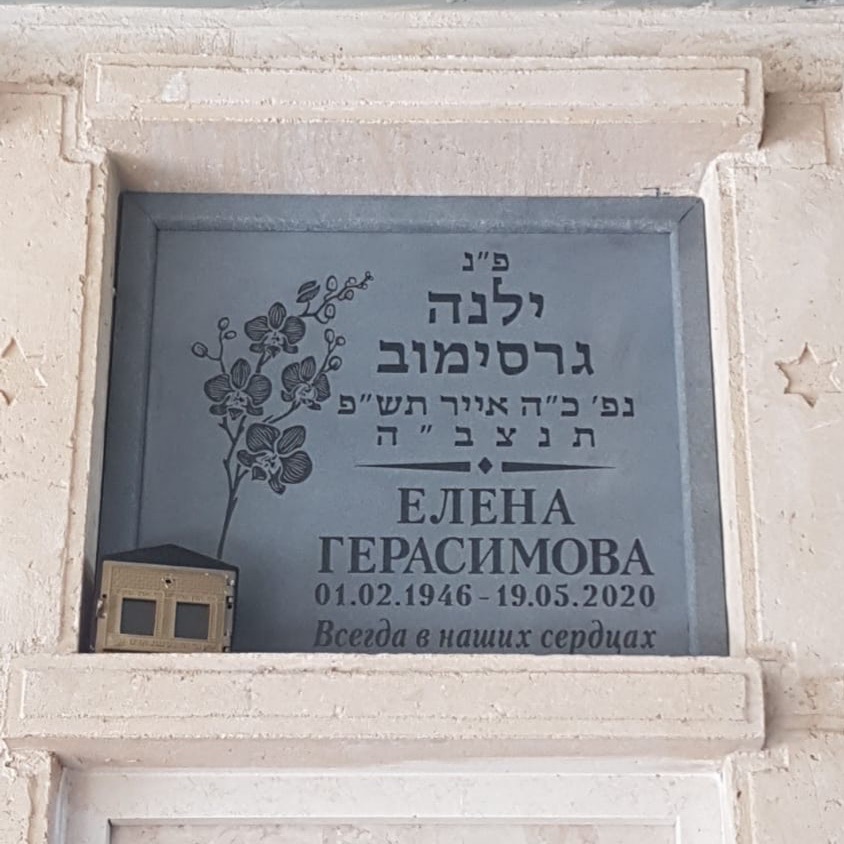 פ״נ
ילנה
גרסימוב
נפ׳ כ״ה אייר תש״פ
ת נ צ ב ״ ה
ЕЛЕНА
ГЕРАСИМОВА
01.02.1946 - 19.05.2020
Всегда в наших сердцах